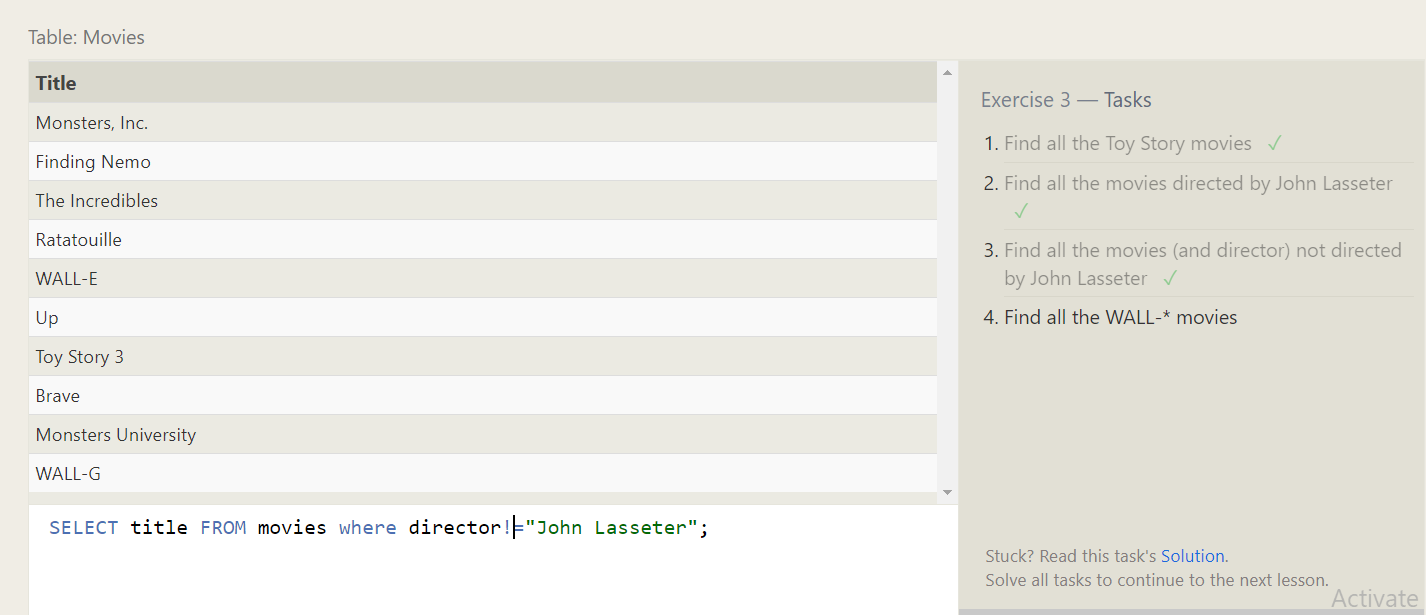 Table: Movies
Title
Monsters, Inc.
Finding Nemo
The Incredibles
Ratatouille
WALL-E
Up
Toy Story 3
Brave
Monsters University
WALL-G
SELECT title FROM movies where director!="John Lasseter";
Exercise 3 — Tasks
1. Find all the Toy Story movies ✓
2. Find all the movies directed by John Lasseter
✓
3. Find all the movies (and director) not directed
by John Lasseter ✓
4. Find all the WALL-* movies
Stuck? Read this task's Solution.
Solve all tasks to continue to the next lesson.
Activate